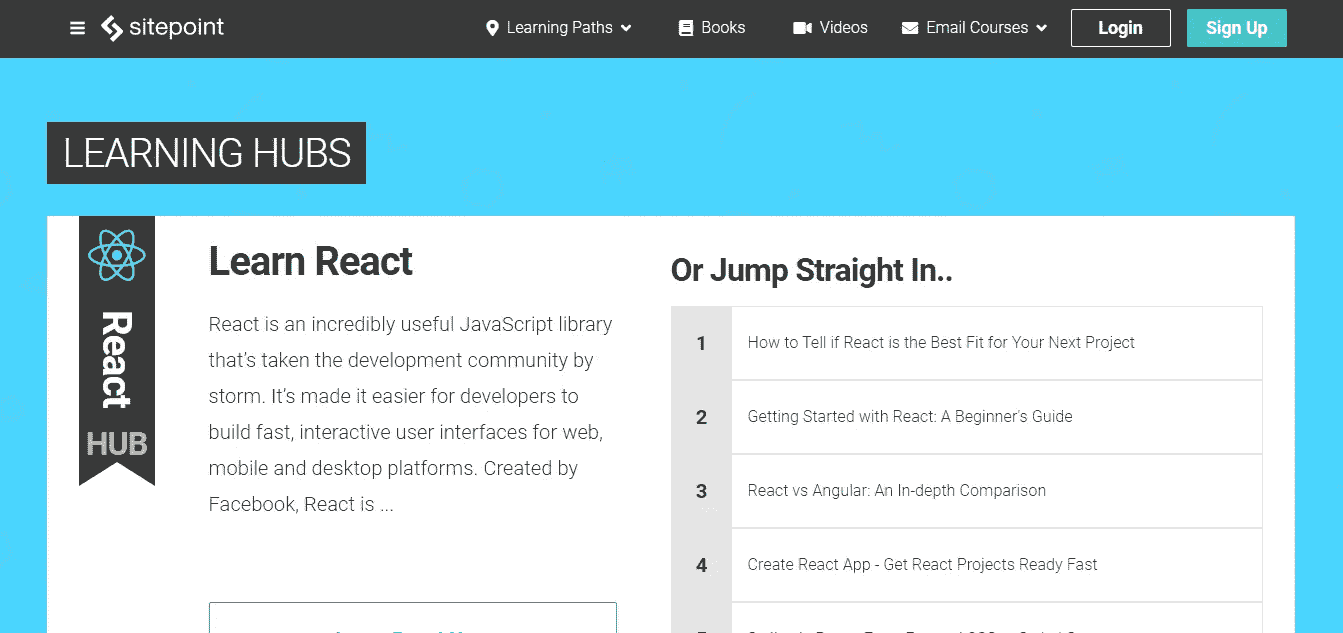 sitepoint
Learning Paths
Books
Videos
Email Courses
Login
Sign Up
LEARNING HUBS
React
HUB
Learn React
React is an incredibly useful JavaScript library
that’s taken the development community by
storm. It’s made it easier for developers to
build fast, interactive user interfaces for web,
mobile and desktop platforms. Created by
Facebook, React is ...
Or Jump Straight In..
1 How to Tell if React is the Best Fit for Your Next Project
2 Getting Started with React: A Beginner's Guide
3 React vs Angular: An In-depth Comparison
4 Create React App - Get React Projects Ready Fast